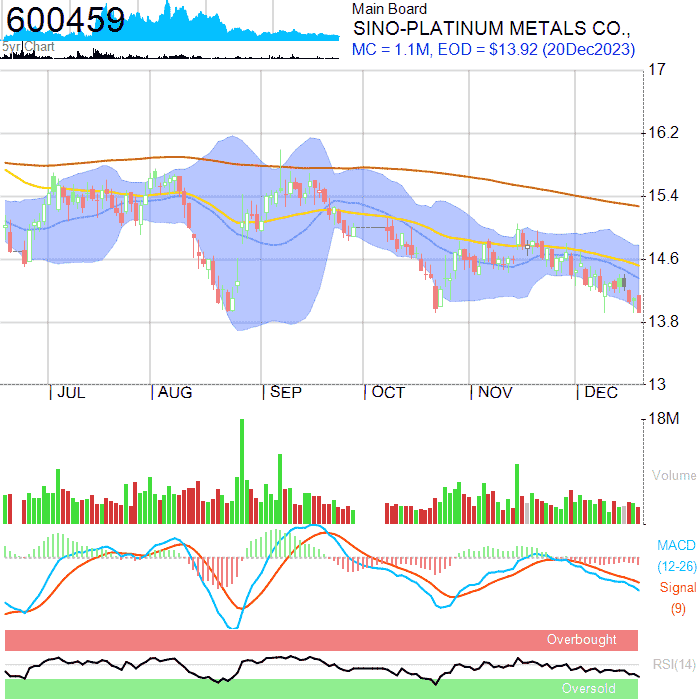 600459
5yr Chart
Main Board
SINO-PLATINUM METALS CO.,
MC = 1.1M, EOD = $13.92 (20Dec2023)
17
16.2
15.4
14.6
13.8
13
JUL AUG SEP OCT NOV DEC
18M
Volume
MACD
(12-26)
Signal
(9)
Overbought
RSI(14)
Oversold